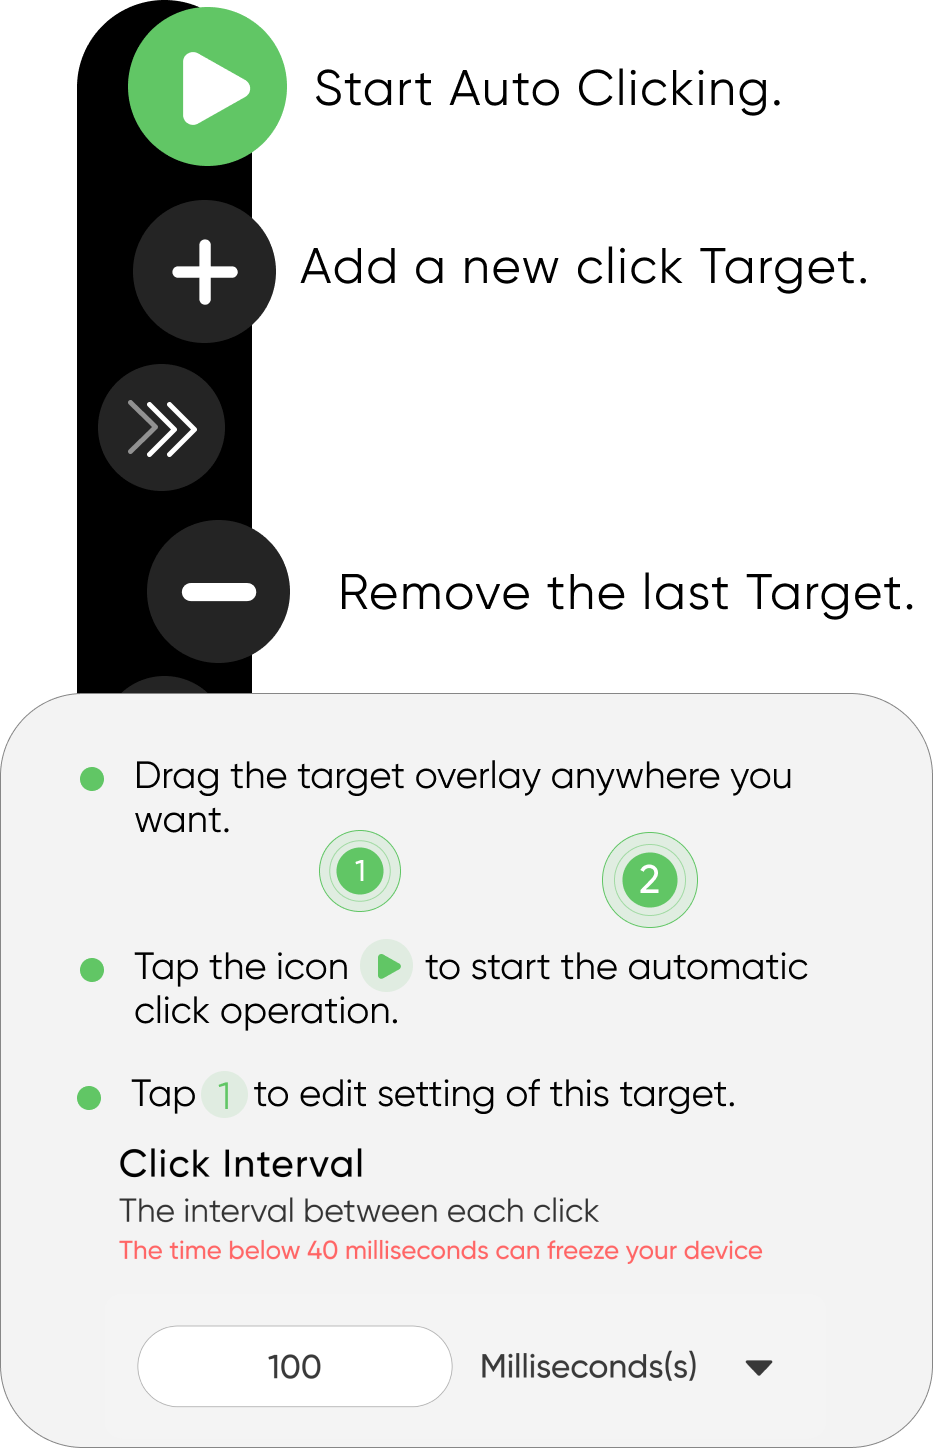 Start Auto Clicking.
Add a new click Target.
Remove the last Target.
Drag the target overlay anywhere you
want.
1 2
Tap the icon to start the automatic
click operation.
Tap 1 to edit setting of this target.
Click Interval
The interval between each click
The time below 40 milliseconds can freeze your device
100 Milliseconds(s)